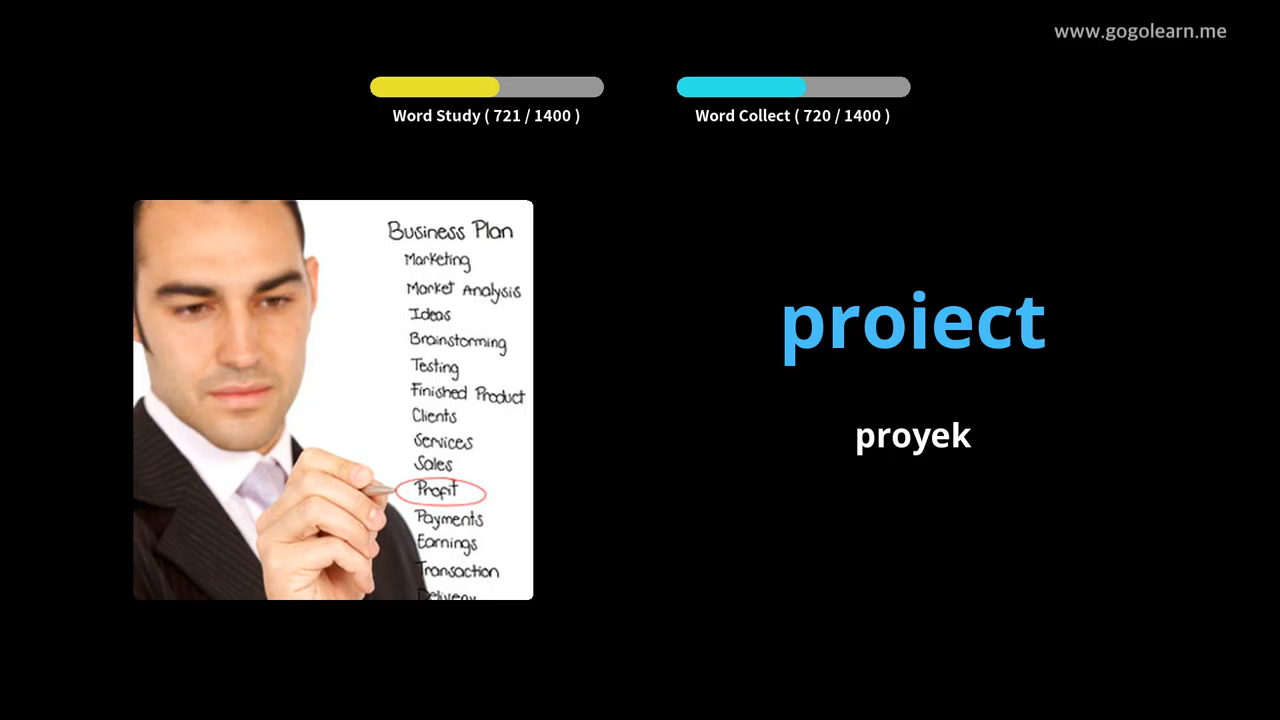 www.gogolearn.me
Word Study ( 721 / 1400 )
Word Collect ( 720 / 1400 )
Business Plan
Marketing
Market Analysis
Ideas
Brainstorming
Testing
Finished Product
Clients
Services
Sales
Profit
Payments
Earnings
Transaction
Delivery
proiect
proyek